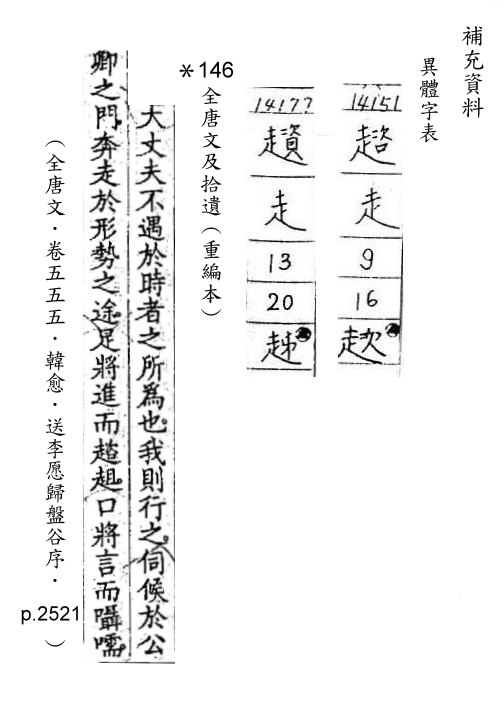 補充資料
異體字表
14151
趦
走
9
16
趑
14177
走
13
20
*146
全唐文及拾遺(重編本)
大丈夫不遇於時者之所為也。我則行之。伺候於公
卿之門。奔走於形勢之途。足將進而趦趄。口將言而囁嚅。
(全唐文.卷五五五.韓愈.送李愿歸盤谷序.p.2521)